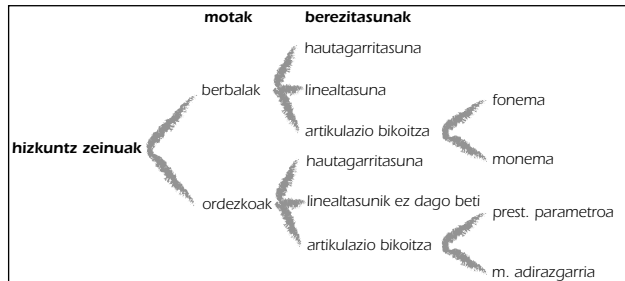 motak berezitasunak
hautagarritasuna
berbalak linealtasuna
fonema
artikulazio bikoitza
hizkuntz zeinuak monema
hautagarritasuna
ordezkoak linealtasunik ez dago beti
prest. parametroa
artikulazio bikoitza
m. adirazgarria